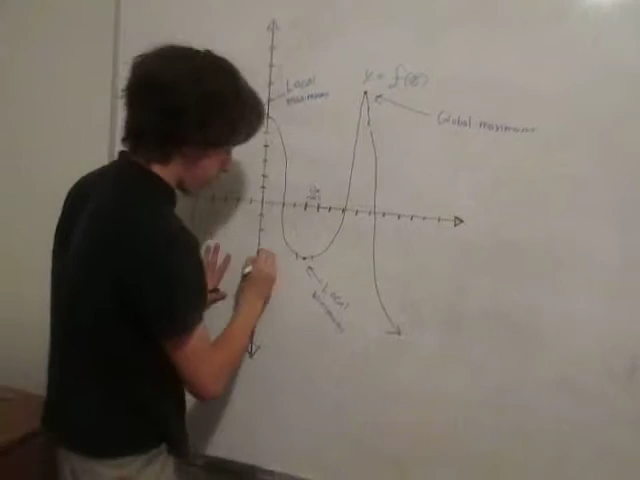 Local
maximum
y = f(x)
Global maximum
Local
minimum